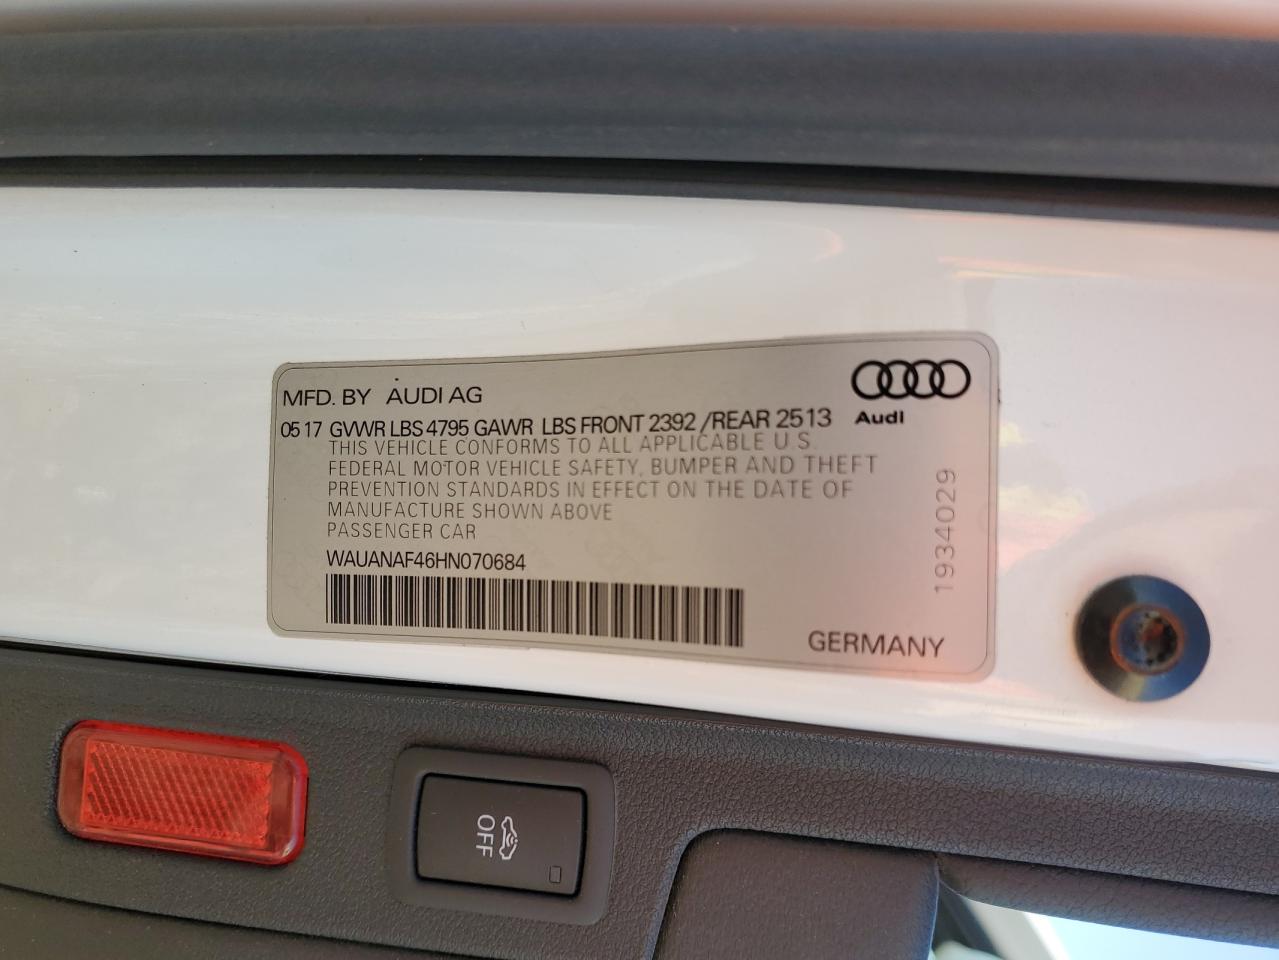 MFD. BY AUDI AG
Audi
05 17 GVWR LBS 4795 GAWR LBS FRONT 2392 /REAR 2513
THIS VEHICLE CONFORMS TO ALL APPLICABLE U.S.
FEDERAL MOTOR VEHICLE SAFETY, BUMPER AND THEFT
PREVENTION STANDARDS IN EFFECT ON THE DATE OF
MANUFACTURE SHOWN ABOVE
PASSENGER CAR
WAUANAF46HN070684
1934029
GERMANY
OFF